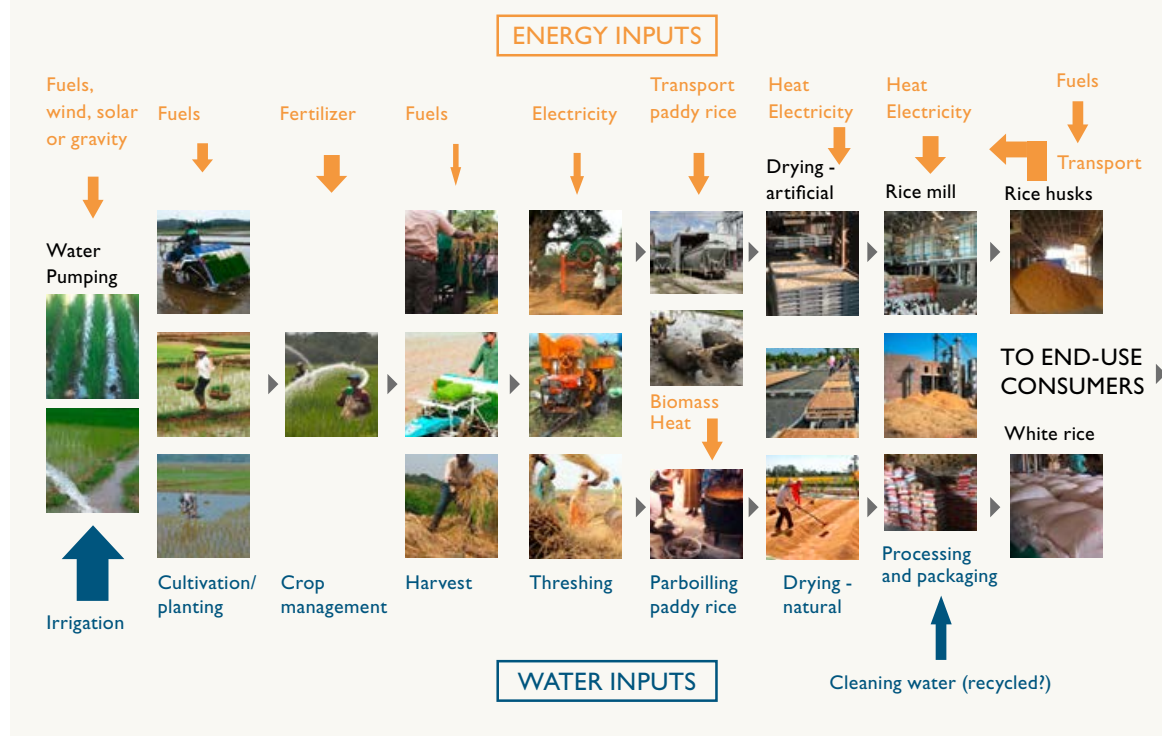 ENERGY INPUTS
Fuels,
wind, solar
or gravity
Fuels
Fertilizer
Fuels
Electricity
Transport
paddy rice
Heat
Electricity
Heat
Electricity
Fuels
Transport
Water
Pumping
Drying -
artificial
Rice mill
Rice husks
Biomass
Heat
TO END-USE
CONSUMERS
White rice
Irrigation
Cultivation/
planting
Crop
management
Harvest
Threshing
Parboilling
paddy rice
Drying -
natural
Processing
and packaging
WATER INPUTS
Cleaning water (recycled?)